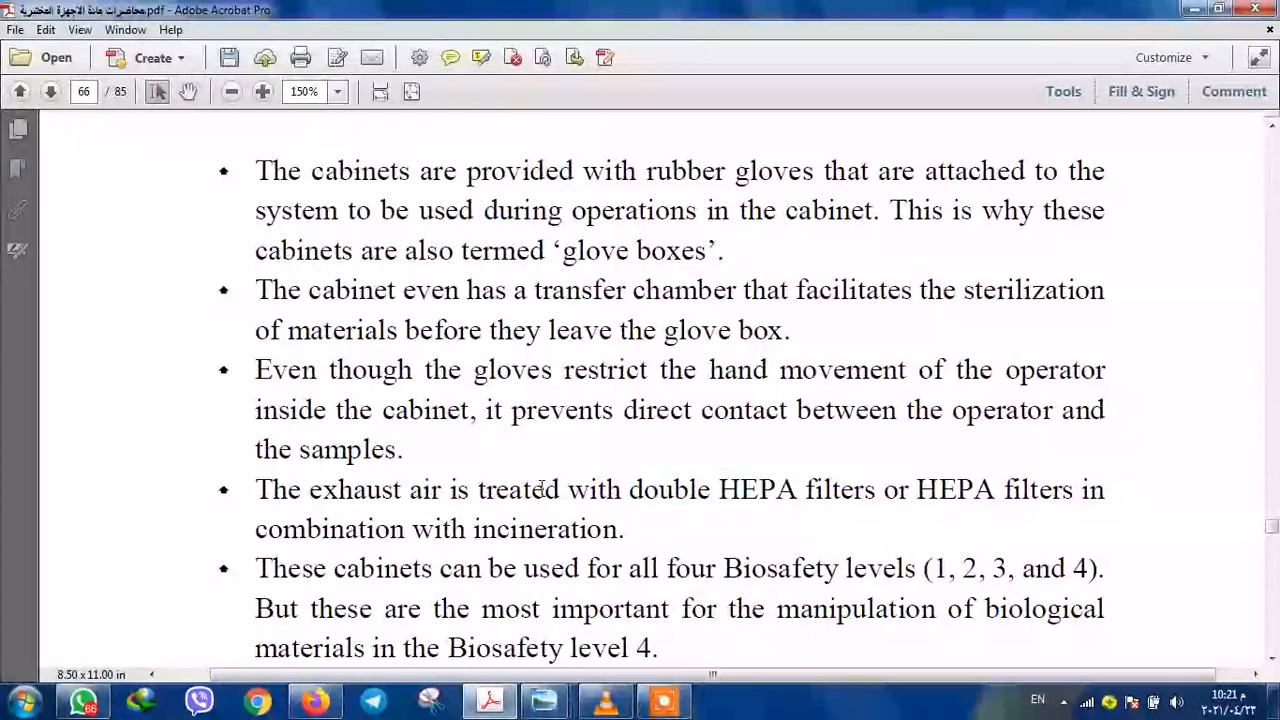 محاضرات مادة الاجهزة المختبرية.pdf - Adobe Acrobat Pro
File Edit View Window Help
Open Create Customize
66 / 85 150% Tools Fill & Sign Comment
The cabinets are provided with rubber gloves that are attached to the
system to be used during operations in the cabinet. This is why these
cabinets are also termed ‘glove boxes’.
The cabinet even has a transfer chamber that facilitates the sterilization
of materials before they leave the glove box.
Even though the gloves restrict the hand movement of the operator
inside the cabinet, it prevents direct contact between the operator and
the samples.
The exhaust air is treated with double HEPA filters or HEPA filters in
combination with incineration.
These cabinets can be used for all four Biosafety levels (1, 2, 3, and 4).
But these are the most important for the manipulation of biological
materials in the Biosafety level 4.
8.50 x 11.00 in
66
EN
10:21 م
٢٠٢١/٠٤/٢٣